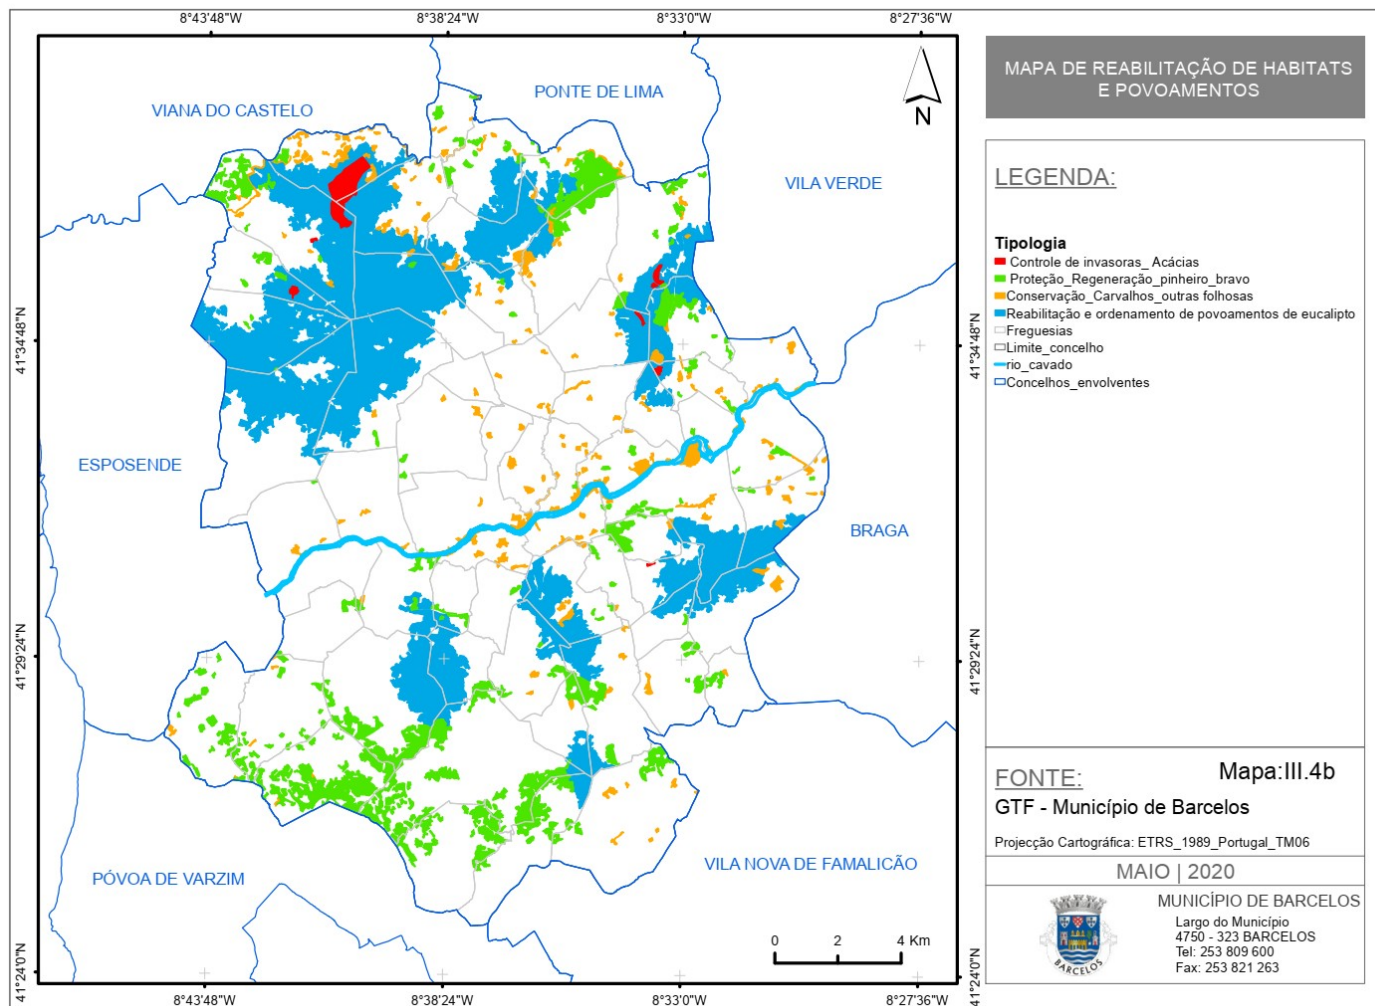 8°43'48"W 8°38'24"W 8°33'0"W 8°27'36"W
VIANA DO CASTELO
PONTE DE LIMA
N
VILA VERDE
41°34'48"N
41°34'48"N
ESPOSENDE
BRAGA
41°29'24"N
41°29'24"N
PÓVOA DE VARZIM
VILA NOVA DE FAMALICÃO
0 2 4 Km
41°24'0"N
41°24'0"N
8°43'48"W 8°38'24"W 8°33'0"W 8°27'36"W
MAPA DE REABILITAÇÃO DE HABITATS
E POVOAMENTOS
LEGENDA:
Tipologia
Controle de invasoras_ Acácias
Proteção_Regeneração_pinheiro_bravo
Conservação_Carvalhos_outras folhosas
Reabilitação e ordenamento de povoamentos de eucalipto
Freguesias
Limite_concelho
rio_cavado
Concelhos_envolventes
FONTE: Mapa:III.4b
GTF - Município de Barcelos
Projecção Cartográfica: ETRS_1989_Portugal_TM06
MAIO | 2020
MUNICÍPIO DE BARCELOS
Largo do Município
4750 - 323 BARCELOS
Tel: 253 809 600
Fax: 253 821 263
BARCELOS